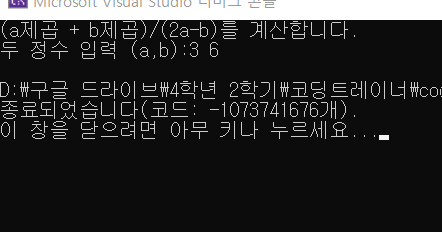 Microsoft Visual Studio 디버그 콘솔
(a제곱 + b제곱)/(2a-b)를 계산합니다.
두 정수 입력 (a,b):3 6
D:\구글 드라이브\4학년 2학기\코딩트레이너\co
종료되었습니다(코드: -1073741676개).
이 창을 닫으려면 아무 키나 누르세요...